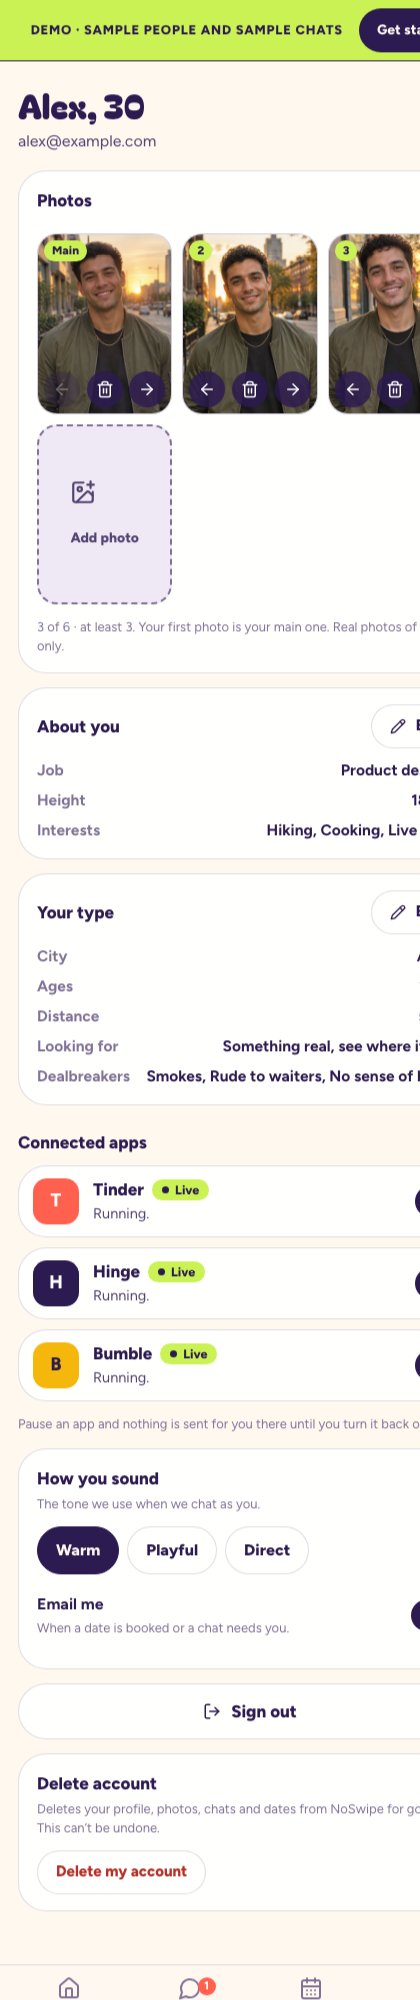 DEMO · SAMPLE PEOPLE AND SAMPLE CHATS
Get
Alex, 30
alex@example.com
Photos
Main
2
3
Add photo
3 of 6 · at least 3. Your first photo is your main one. Real photos of
only.
About you
Job
Product
Height
Interests
Hiking, Cooking, Live
Your type
City
Ages
Distance
Looking for
Something real, see where
Dealbreakers
Smokes, Rude to waiters, No sense of
Connected apps
T
Tinder
Live
Running.
H
Hinge
Live
Running.
B
Bumble
Live
Running.
Pause an app and nothing is sent for you there until you turn it back
How you sound
The tone we use when we chat as you.
Warm
Playful
Direct
Email me
When a date is booked or a chat needs you.
Sign out
Delete account
Deletes your profile, photos, chats and dates from NoSwipe for
This can't be undone.
Delete my account
1